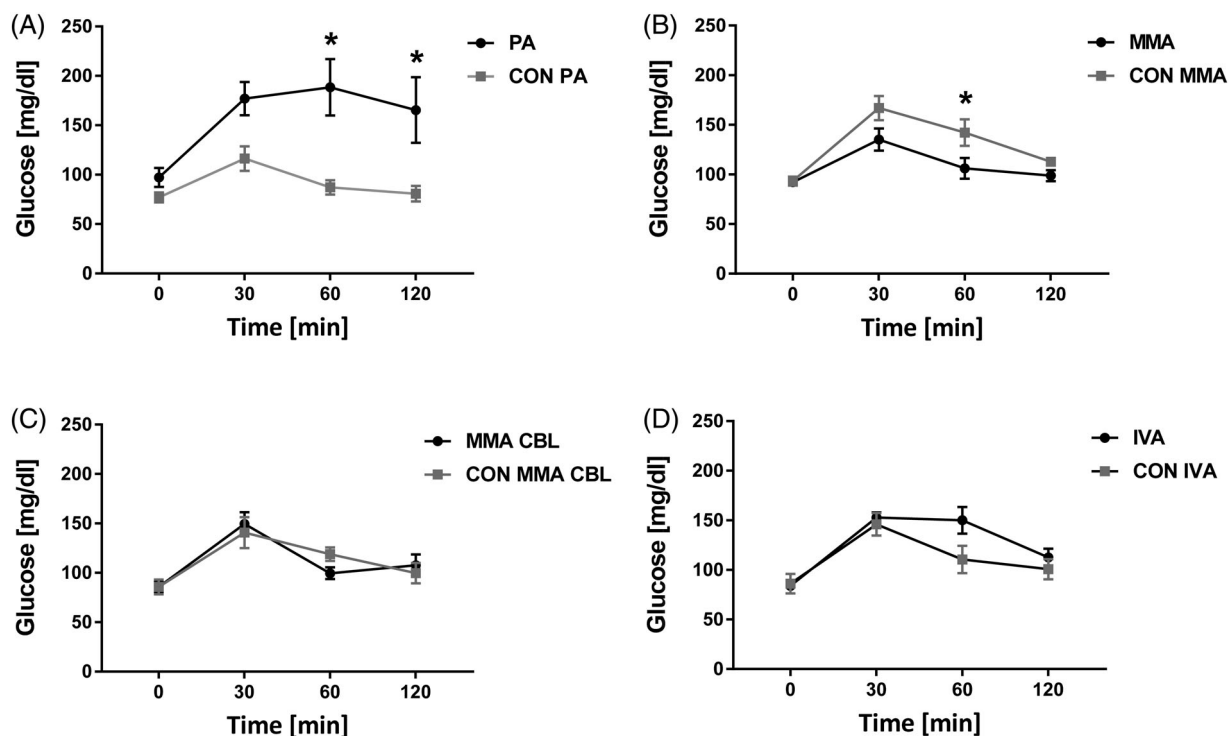 (A)
250
200
150
100
50
0
Glucose [mg/dl]
* *
PA
CON PA
0 30 60 120
Time [min]
(B)
250
200
150
100
50
0
Glucose [mg/dl]
*
MMA
CON MMA
0 30 60 120
Time [min]
(C)
250
200
150
100
50
0
Glucose [mg/dl]
MMA CBL
CON MMA CBL
0 30 60 120
Time [min]
(D)
250
200
150
100
50
0
Glucose [mg/dl]
IVA
CON IVA
0 30 60 120
Time [min]